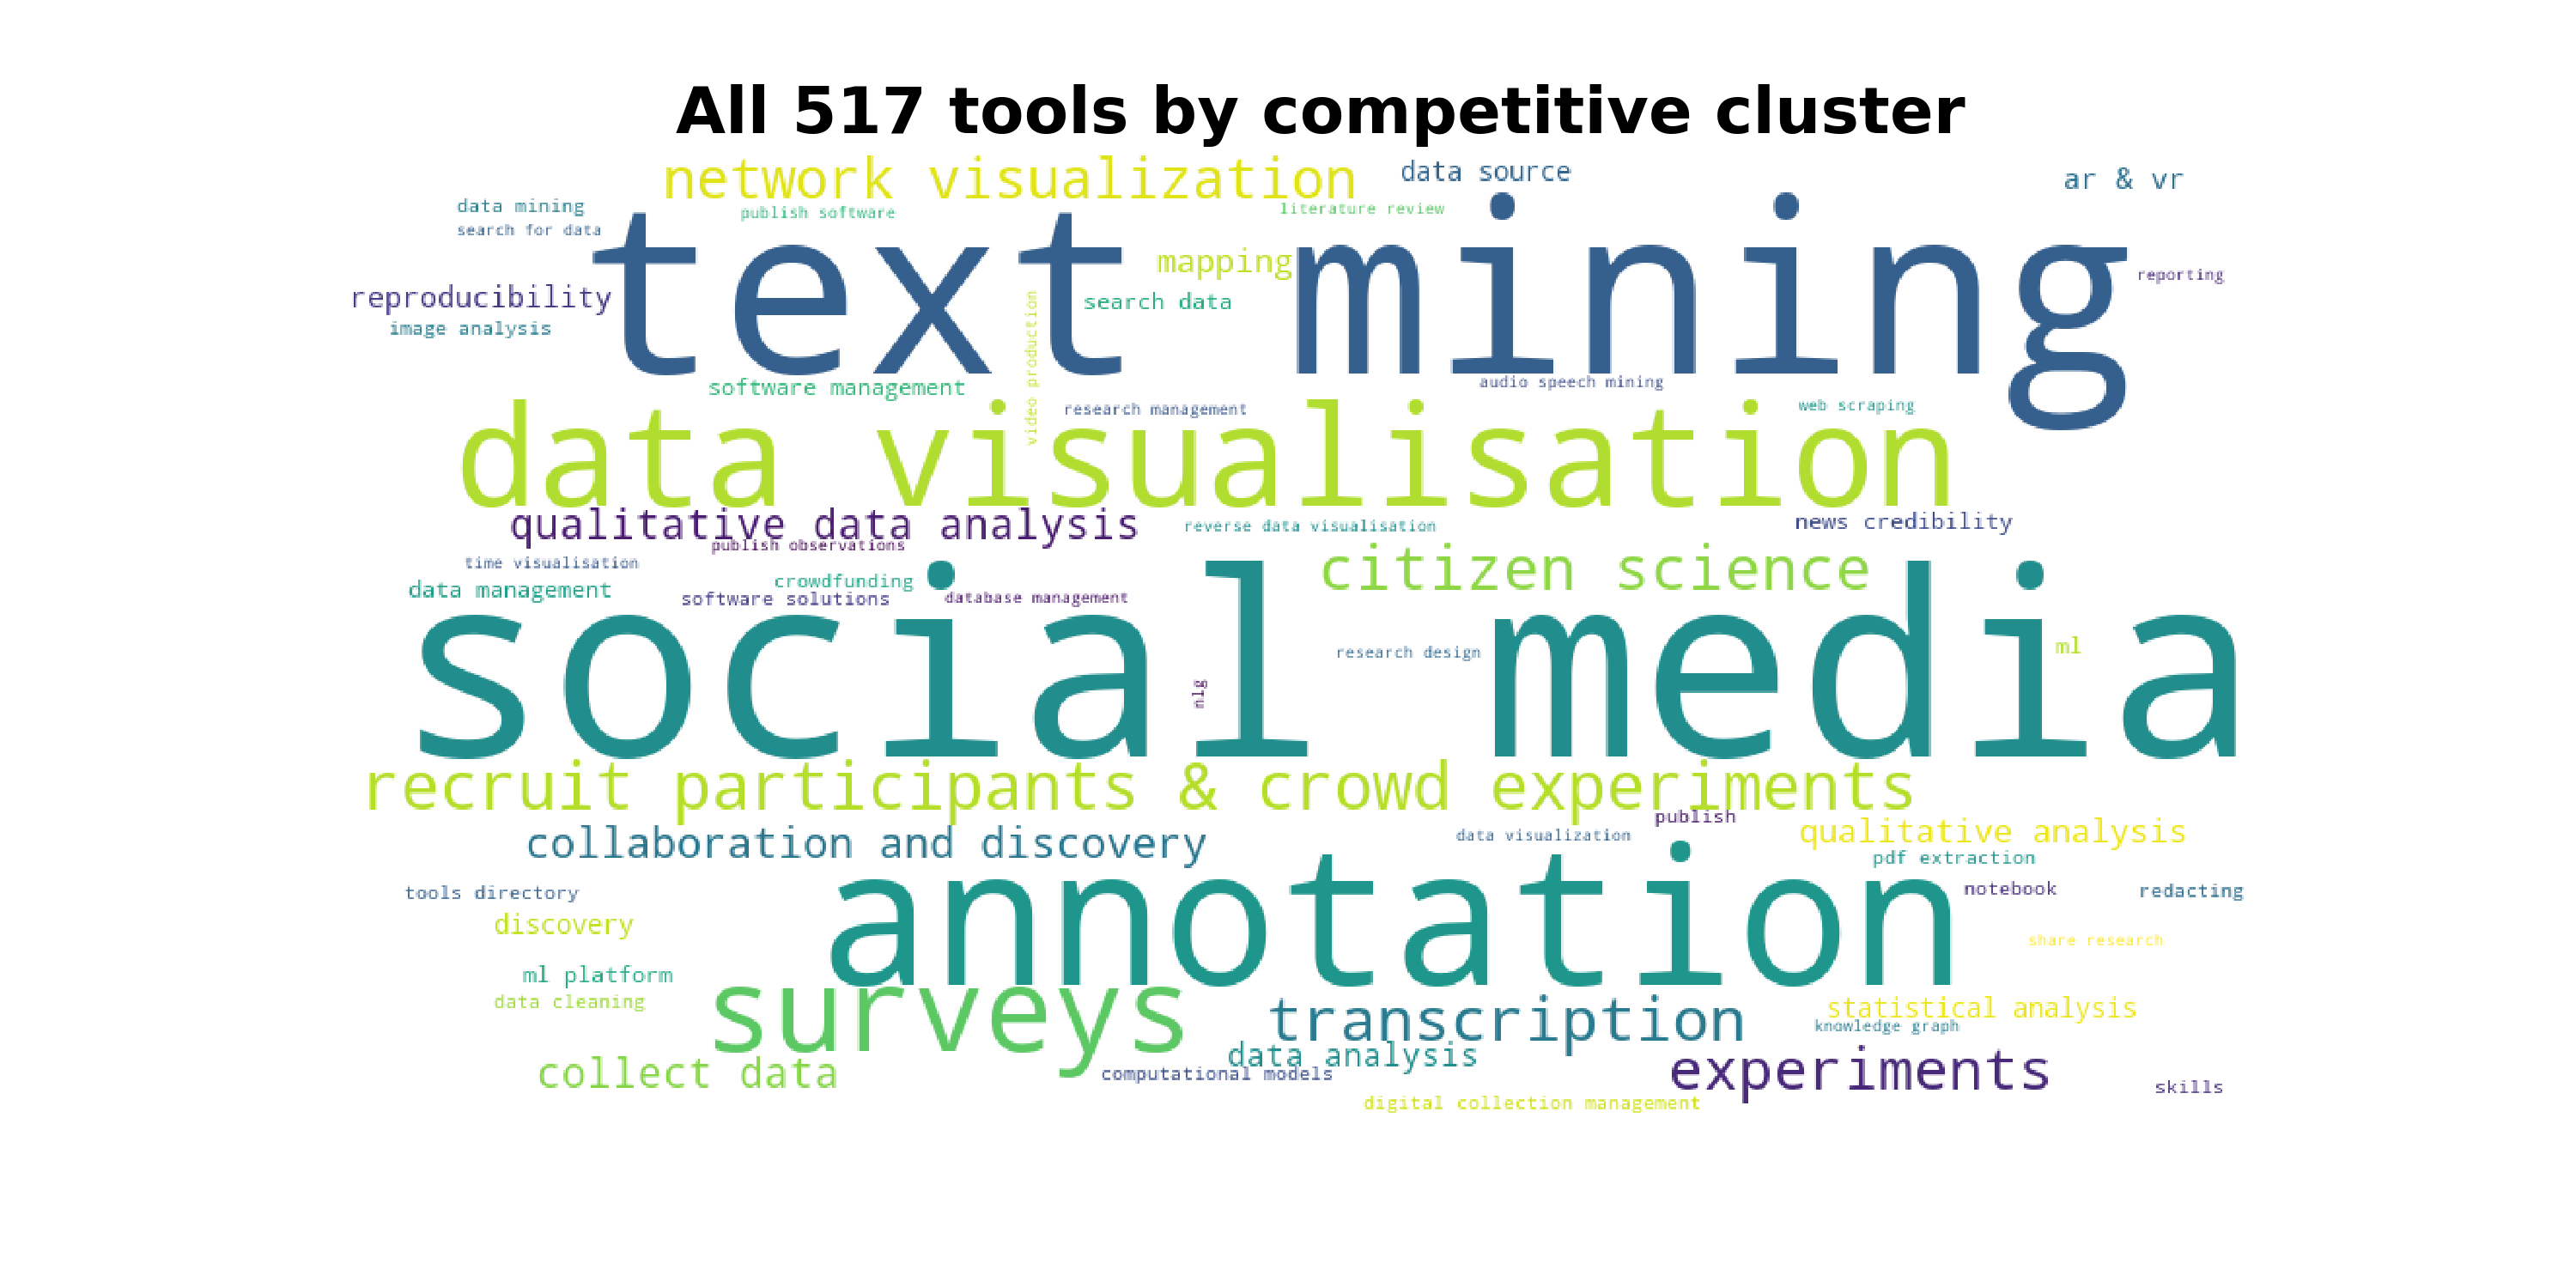 All 517 tools by competitive cluster
network visualization
data source
ar & vr
data mining
publish software
literature review
search for data
text mining
mapping
reporting
reproducibility
search data
image analysis
video production
software management
audio speech mining
research management
web scraping
data visualisation
qualitative data analysis
reverse data visualisation
news credibility
publish observations
time visualisation
citizen science
data management
crowdfunding
software solutions
database management
social media
research design
ml
nlg
recruit participants & crowd experiments
publish
collaboration and discovery
data visualization
qualitative analysis
pdf extraction
tools directory
annotation
notebook
redacting
discovery
share research
ml platform
data cleaning
surveys
transcription
statistical analysis
knowledge graph
data analysis
collect data
computational models
experiments
skills
digital collection management